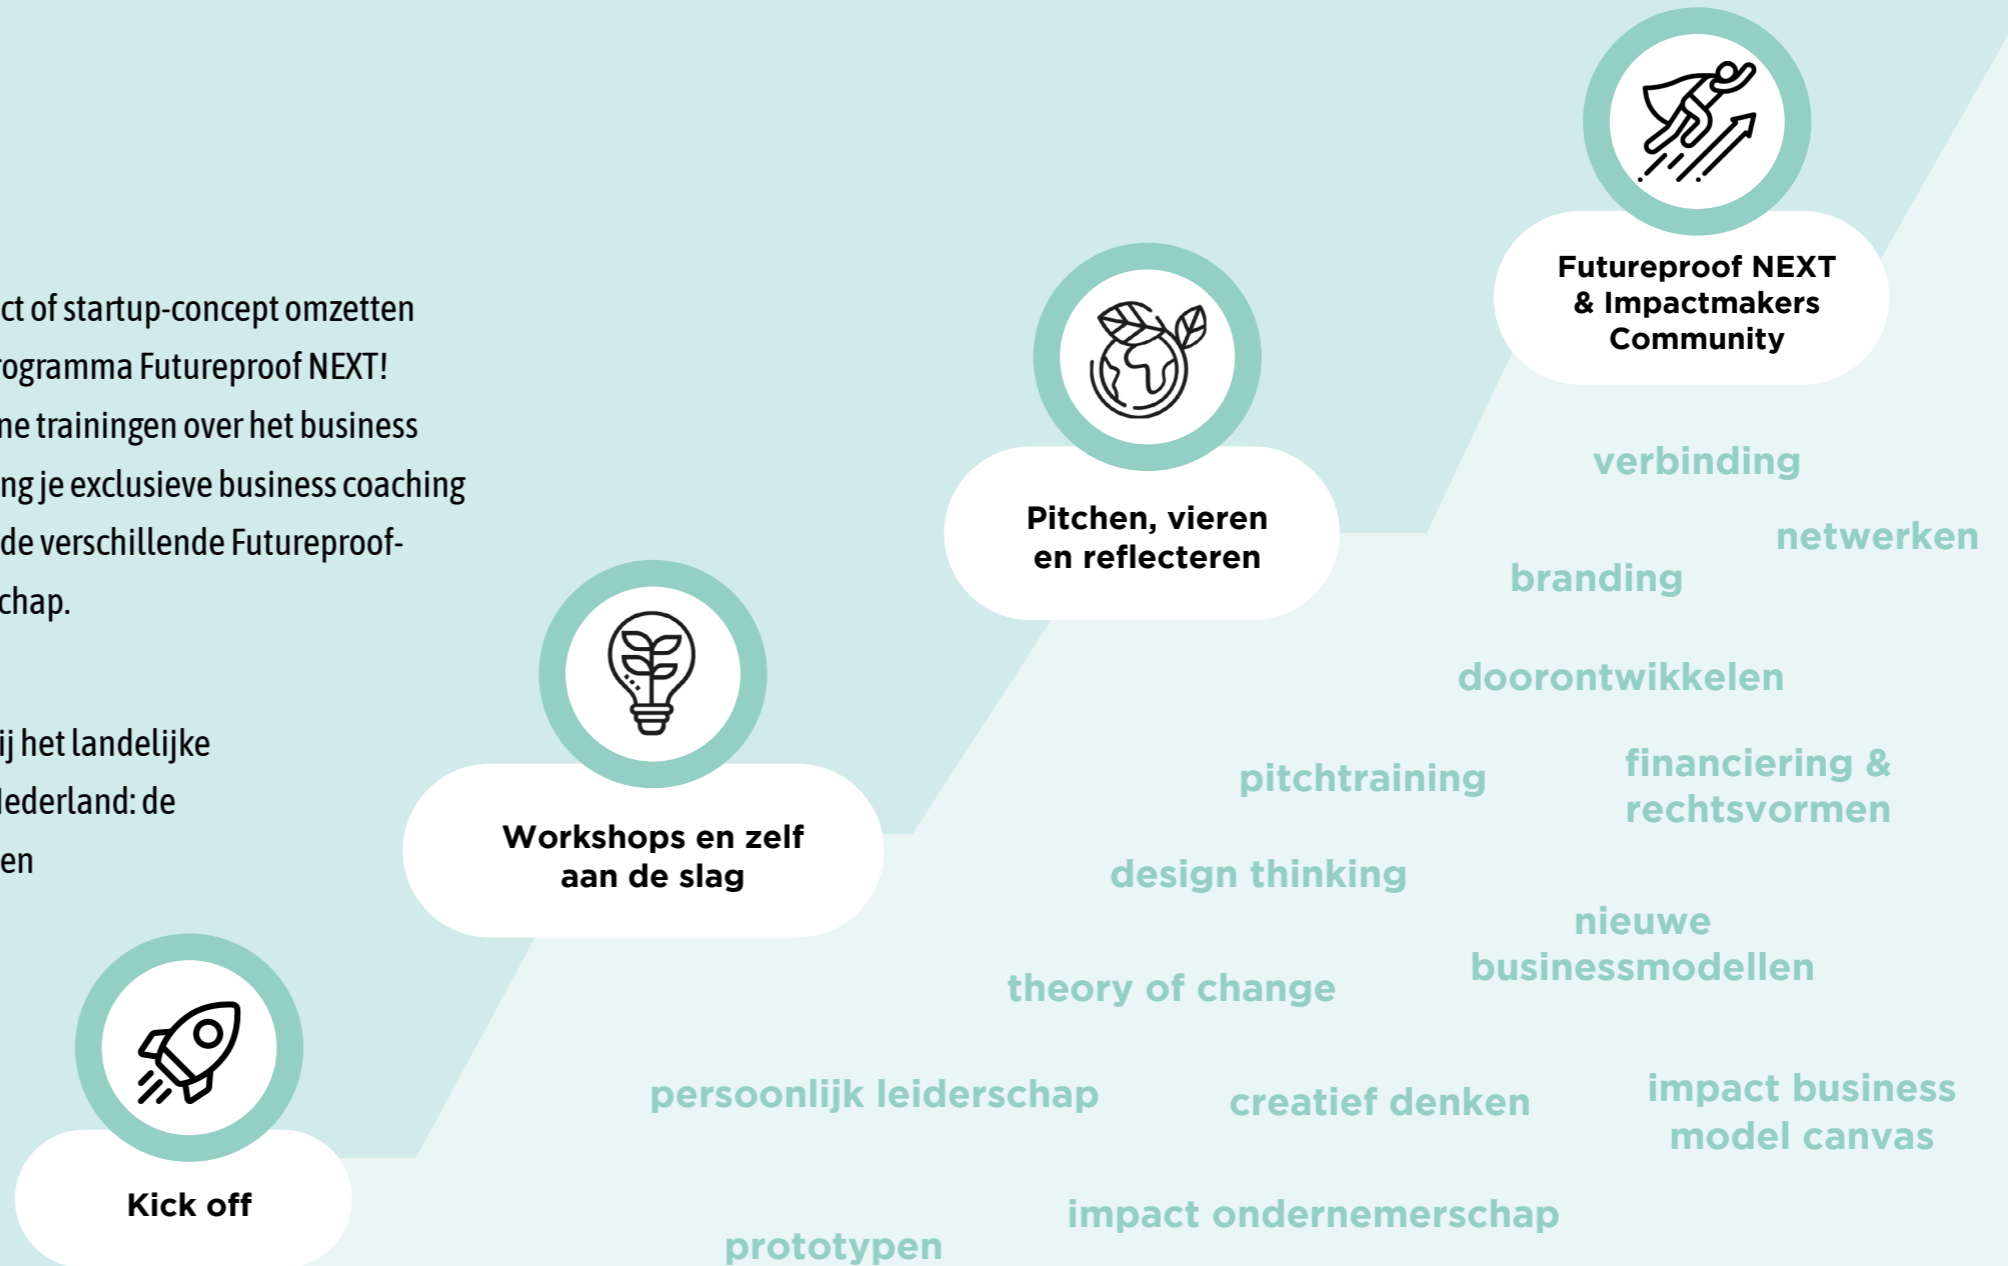 ct of startup-concept omzetten
rogramma Futureproof NEXT!
ne trainingen over het business
ng je exclusieve business coaching
de verschillende Futureproof-
chap.
ij het landelijke
Nederland: de
en
Kick off
Workshops en zelf
aan de slag
Pitchen, vieren
en reflecteren
Futureproof NEXT
& Impactmakers
Community
verbinding
netwerken
branding
doorontwikkelen
pitchtraining
financiering &
rechtsvormen
design thinking
nieuwe
businessmodellen
theory of change
persoonlijk leiderschap
creatief denken
impact business
model canvas
impact ondernemerschap
prototypen